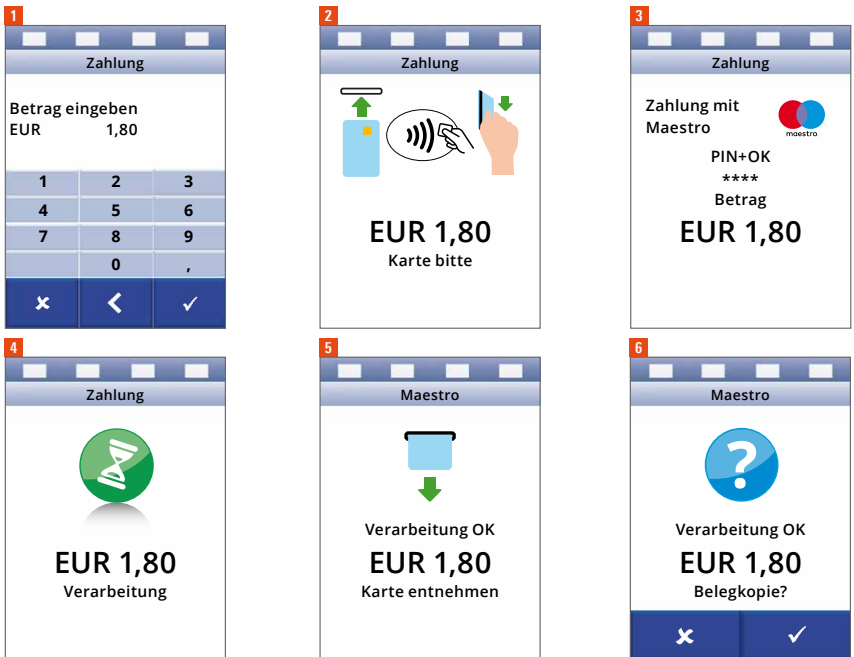 1
Zahlung
Betrag eingeben
EUR 1,80
1 2 3
4 5 6
7 8 9
0 ,
2
Zahlung
EUR 1,80
Karte bitte
3
Zahlung
Zahlung mit
Maestro
maestro
PIN+OK
****
Betrag
EUR 1,80
4
Zahlung
EUR 1,80
Verarbeitung
5
Maestro
Verarbeitung OK
EUR 1,80
Karte entnehmen
6
Maestro
?
Verarbeitung OK
EUR 1,80
Belegkopie?